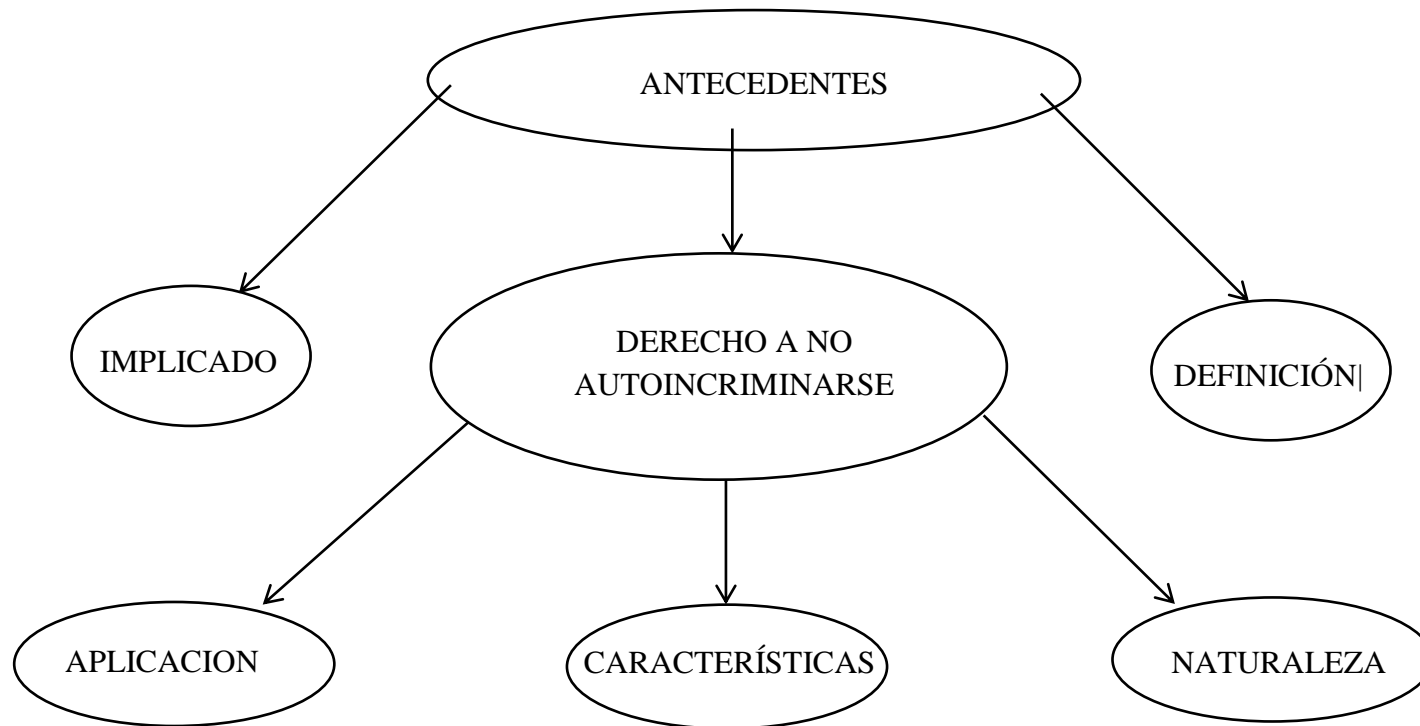 ANTECEDENTES
IMPLICADO
DERECHO A NO
AUTOINCRIMINARSE
DEFINICIÓN|
APLICACION
CARACTERÍSTICAS
NATURALEZA